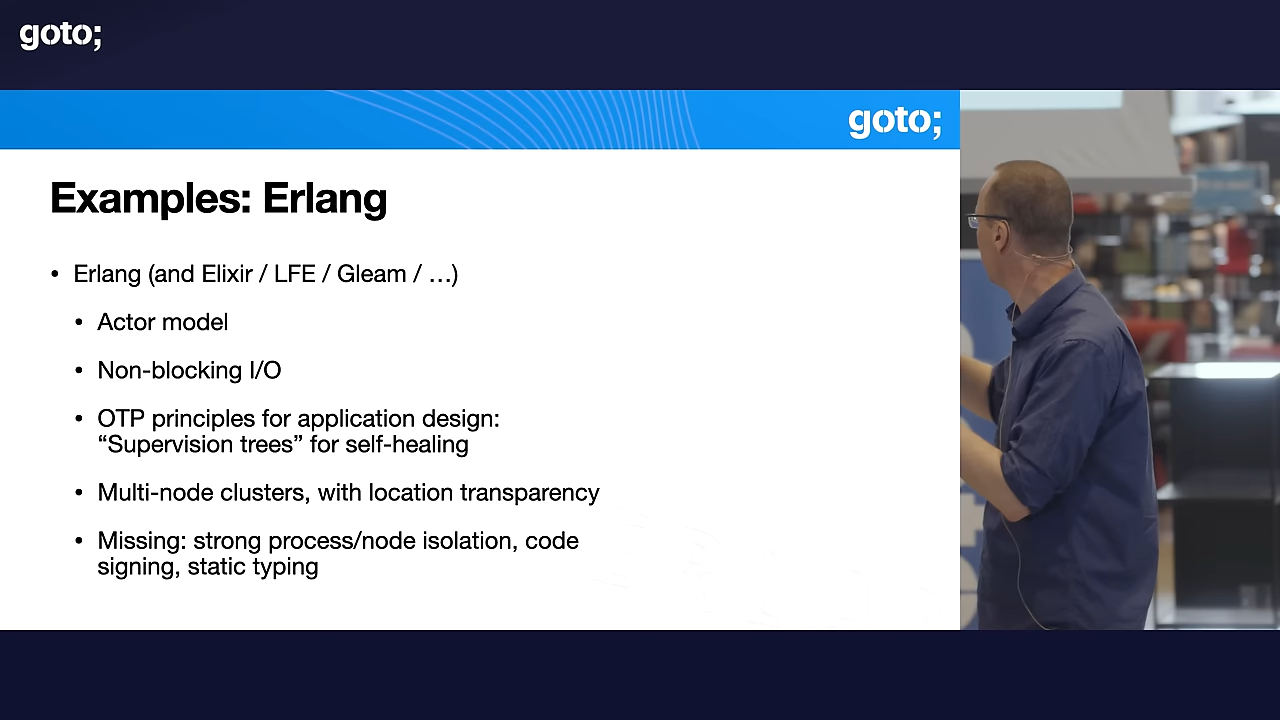 goto;
goto;
Examples: Erlang
• Erlang (and Elixir / LFE / Gleam / …)
• Actor model
• Non-blocking I/O
• OTP principles for application design:
“Supervision trees” for self-healing
• Multi-node clusters, with location transparency
• Missing: strong process/node isolation, code
signing, static typing